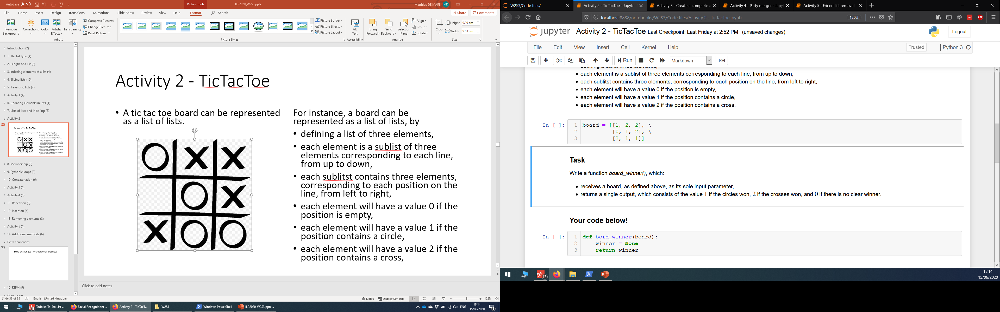 AutoSave Off
Picture Tools
ILP2020_W2S3.pptx
Matthieu DE MARI MD
File Home Insert Design Transitions Animations Slide Show Review View Help Format Search
Share Comments
Remove Background
Corrections
Color
Artistic Effects
Transparency
Compress Pictures
Change Picture
Reset Picture
Adjust
Picture Styles
Picture Border
Picture Effects
Picture Layout
Alt Text
Accessibility
Bring Forward
Send Backward
Selection Pane
Align
Group
Rotate
Arrange
Crop
Height: 9.29 cm
Width: 9.53 cm
Size
Introduction (2)
1. The list type (4)
2. Length of a list (2)
3. Indexing elements of a list (4)
4. Slicing lists (10)
5. Traversing lists (4)
Activity 1 (4)
6. Updating elements in lists (1)
7. Lists of lists and indexing (6)
Activity 2
38
Activity 2 - TicTacToe
8. Membership (2)
9. Pythonic loops (2)
10. Concatenation (6)
Activity 3 (1)
Activity 4 (1)
11. Repetition (3)
12. Insertion (4)
13. Removing elements (8)
Activity 5 (1)
14. Additional methods (6)
Extra challenges
73
Extra challenges (for additional practice)
15. RTFM (9)
Conclusion
Activity 2 - TicTacToe
• A tic tac toe board can be represented
as a list of lists.
For instance, a board can be
represented as a list of lists, by
• defining a list of three elements,
• each element is a sublist of three
elements corresponding to each line,
from up to down,
• each sublitst contains three elements,
corresponding to each position on the
line, from left to right,
• each element will have a value 0 if the
position is empty,
• each element will have a value 1 if the
position contains a circle,
• each element will have a value 2 if the
position contains a cross,
Click to add notes
Slide 38 of 83 English (United Kingdom)
Notes Display Settings 122%
Todoist: To-Do List ... Facial Recognition: ... Activity 2 - TicTacT... W2S3 Windows PowerShell ILP2020_W2S3.pptx...
ENG
18:14
15/06/2020
W2S3/Code files/
Activity 2 - TicTacToe - Jupyter
Activity 3 - Create a complete
Activity 4 - Party merger - Jupy
Activity 5 - Friend list removal
localhost:8888/notebooks/W2S3/Code files/Activity 2 - TicTacToe.ipynb
120%
ABP
jupyter Activity 2 - TicTacToe Last Checkpoint: Last Friday at 2:52 PM (unsaved changes)
Logout
File Edit View Insert Cell Kernel Help
Trusted
Python 3
Run
Markdown
defining a list of three elements,
• each element is a sublist of three elements corresponding to each line, from up to down,
• each sublitst contains three elements, corresponding to each position on the line, from left to right,
• each element will have a value 0 if the position is empty,
• each element will have a value 1 if the position contains a circle,
• each element will have a value 2 if the position contains a cross,
In [ ]:
1 board = [[1, 2, 2], \
2 [0, 1, 2], \
3 [2, 1, 1]]
Task
Write a function board_winner(), which:
• receives a board, as defined above, as its sole input parameter,
• returns a single output, which consists of the value 1 if the circles won, 2 if the crosses won, and 0 if there is no clear winner.
Your code below!
In [ ]:
1 def bord_winner(board):
2 winner = None
3 return winner
13
18:14
15/06/2020